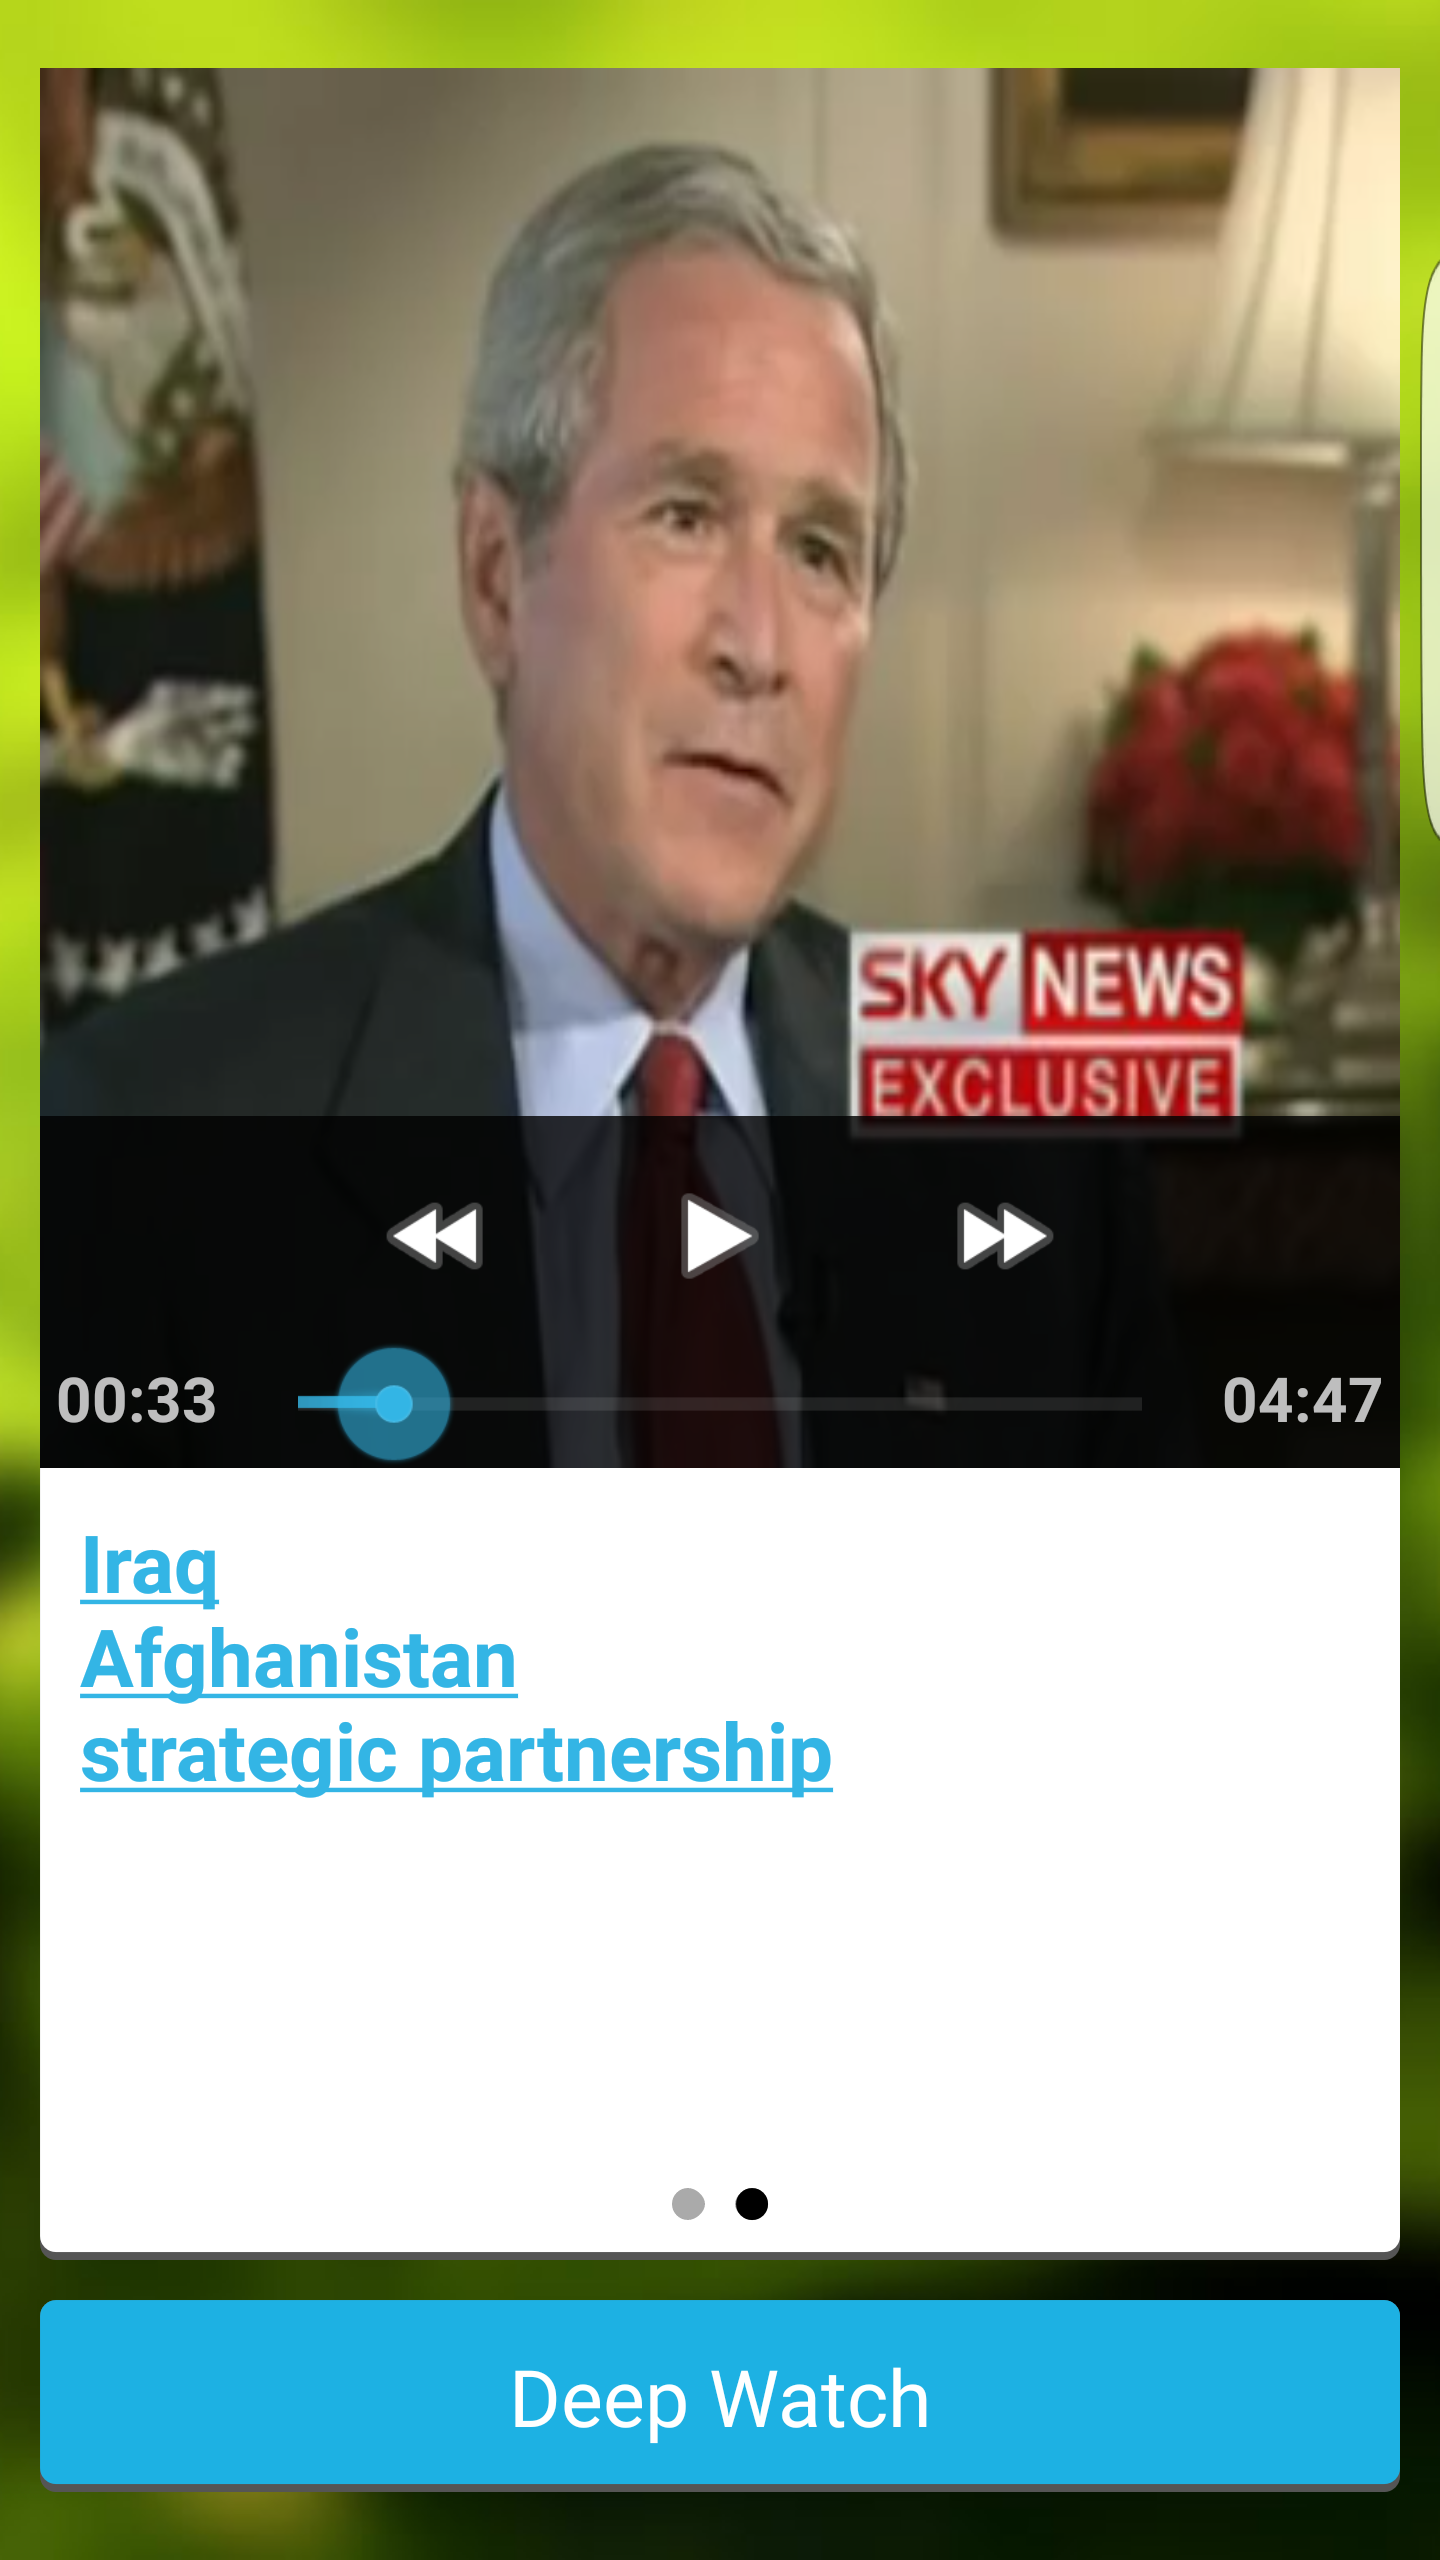 SKY NEWS
EXCLUSIVE
00:33
04:47
Iraq
Afghanistan
strategic partnership
Deep Watch